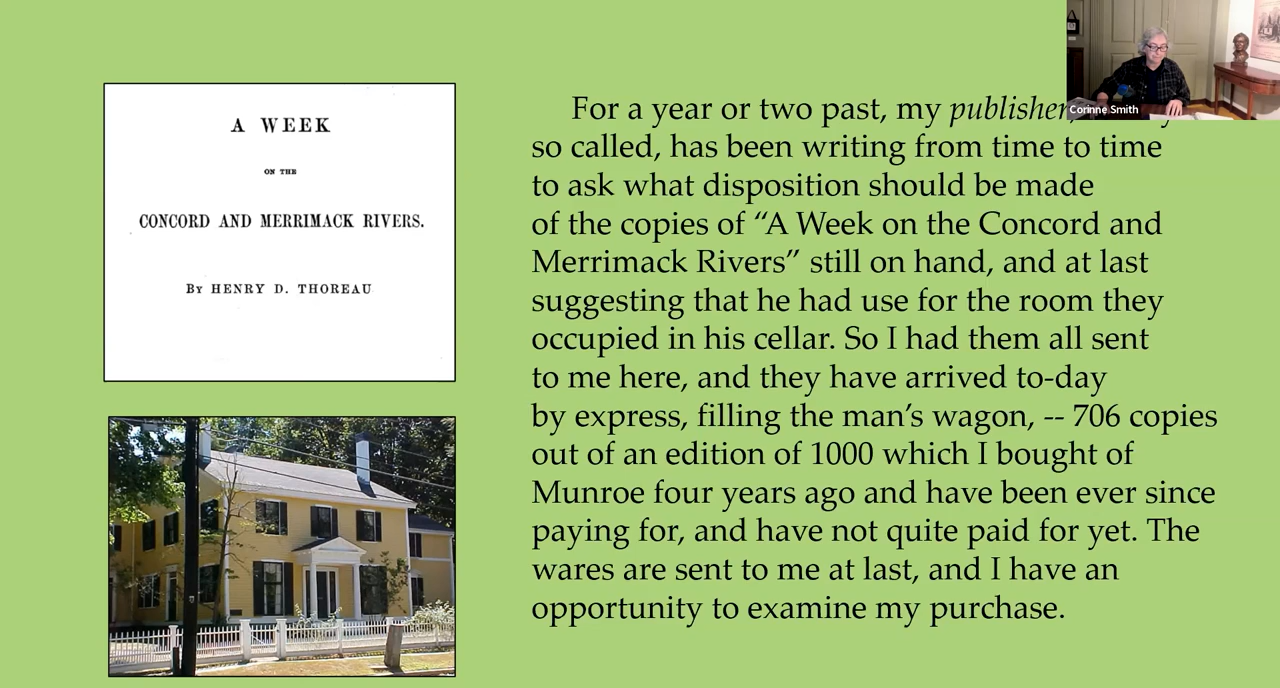 A WEEK
ON THE
CONCORD AND MERRIMACK RIVERS.
BY HENRY D. THOREAU
For a year or two past, my publisher,
so called, has been writing from time to time
to ask what disposition should be made
of the copies of “A Week on the Concord and
Merrimack Rivers” still on hand, and at last
suggesting that he had use for the room they
occupied in his cellar. So I had them all sent
to me here, and they have arrived to-day
by express, filling the man’s wagon, -- 706 copies
out of an edition of 1000 which I bought of
Munroe four years ago and have been ever since
paying for, and have not quite paid for yet. The
wares are sent to me at last, and I have an
opportunity to examine my purchase.
Corinne Smith